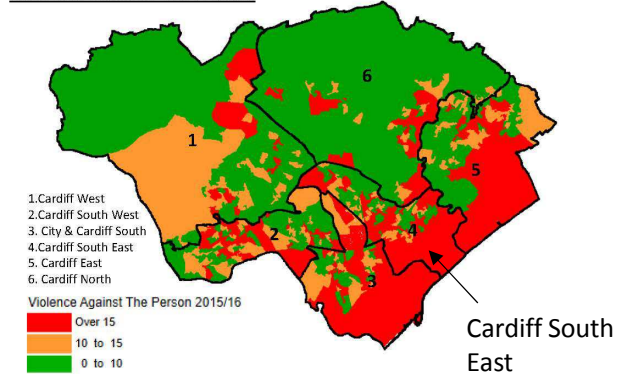 6
1
5
4
2
3
1.Cardiff West
2.Cardiff South West
3. City & Cardiff South
4.Cardiff South East
5. Cardiff East
6. Cardiff North
Violence Against The Person 2015/16
Over 15
10 to 15
0 to 10
Cardiff South
East